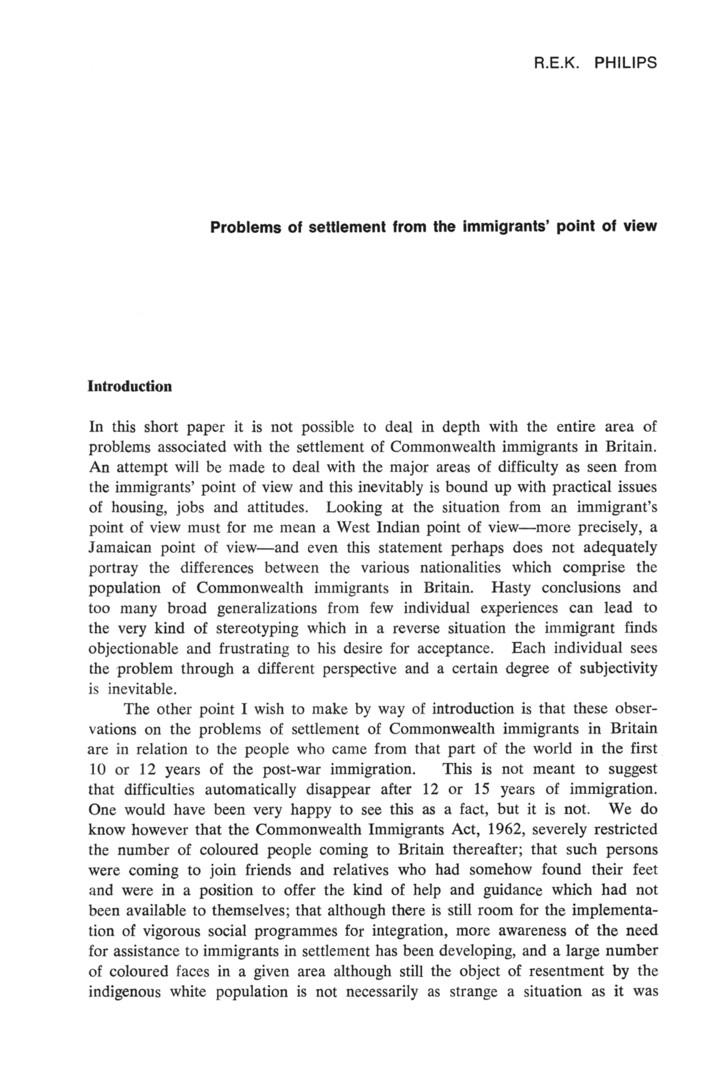 R.E.K. PHILIPS
Problems of settlement from the immigrants' point of view
Introduction
In this short paper it is not possible to deal in depth with the entire area of
problems associated with the settlement of Commonwealth immigrants in Britain.
An attempt will be made to deal with the major areas of difficulty as seen from
the immigrants' point of view and this inevitably is bound up with practical issues
of housing, jobs and attitudes. Looking at the situation from an immigrant's
point of view must for me mean a West Indian point of view—more precisely, a
Jamaican point of view—and even this statement perhaps does not adequately
portray the differences between the various nationalities which comprise the
population of Commonwealth immigrants in Britain. Hasty conclusions and
too many broad generalizations from few individual experiences can lead to
the very kind of stereotyping which in a reverse situation the immigrant finds
objectionable and frustrating to his desire for acceptance. Each individual sees
the problem through a different perspective and a certain degree of subjectivity
is inevitable.
The other point I wish to make by way of introduction is that these obser-
vations on the problems of settlement of Commonwealth immigrants in Britain
are in relation to the people who came from that part of the world in the first
10 or 12 years of the post-war immigration. This is not meant to suggest
that difficulties automatically disappear after 12 or 15 years of immigration.
One would have been very happy to see this as a fact, but it is not. We do
know however that the Commonwealth Immigrants Act, 1962, severely restricted
the number of coloured people coming to Britain thereafter; that such persons
were coming to join friends and relatives who had somehow found their feet
and were in a position to offer the kind of help and guidance which had not
been available to themselves; that although there is still room for the implementa-
tion of vigorous social programmes for integration, more awareness of the need
for assistance to immigrants in settlement has been developing, and a large number
of coloured faces in a given area although still the object of resentment by the
indigenous white population is not necessarily as strange a situation as it was